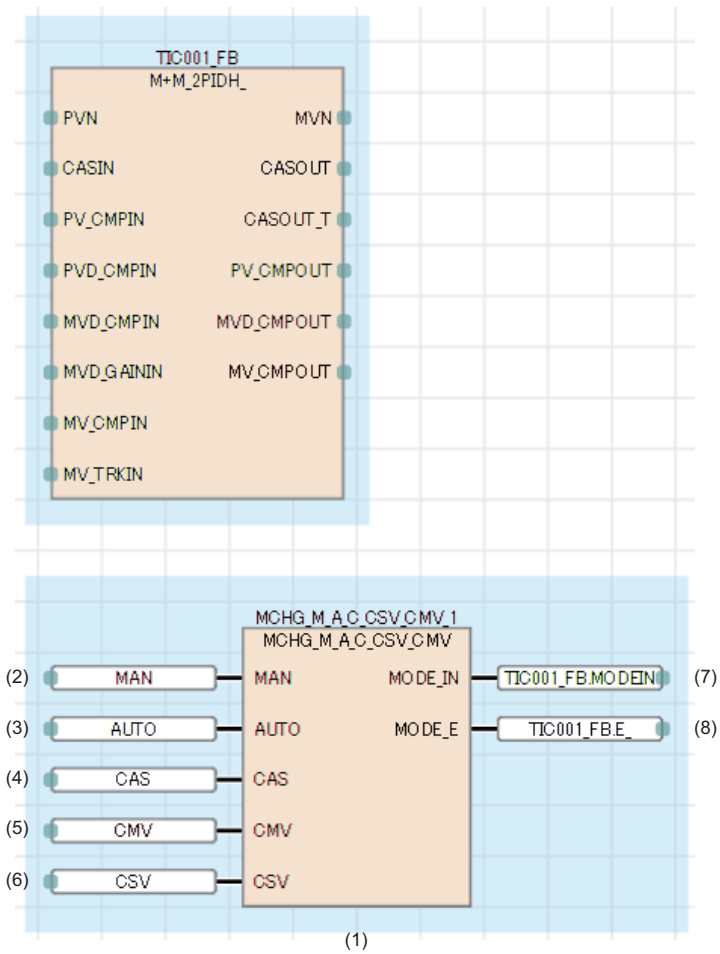 TIC001_FB
M+M_2PIDH_
PVN MVN
CASIN CASOUT
PV_CMPIN CASOUT_T
PVD_CMPIN PV_CMPOUT
MVD_CMPIN MVD_CMPOUT
MVD_GAININ MV_CMPOUT
MV_CMPIN
MV_TRKIN
MCHG_M_A_C_CSV_CMV_1
MCHG_M_A_C_CSV_CMV
(2) MAN MAN MODE_IN TIC001_FB.MODEIN (7)
(3) AUTO AUTO MODE_E TIC001_FB.E_ (8)
(4) CAS CAS
(5) CMV CMV
(6) CSV CSV
(1)